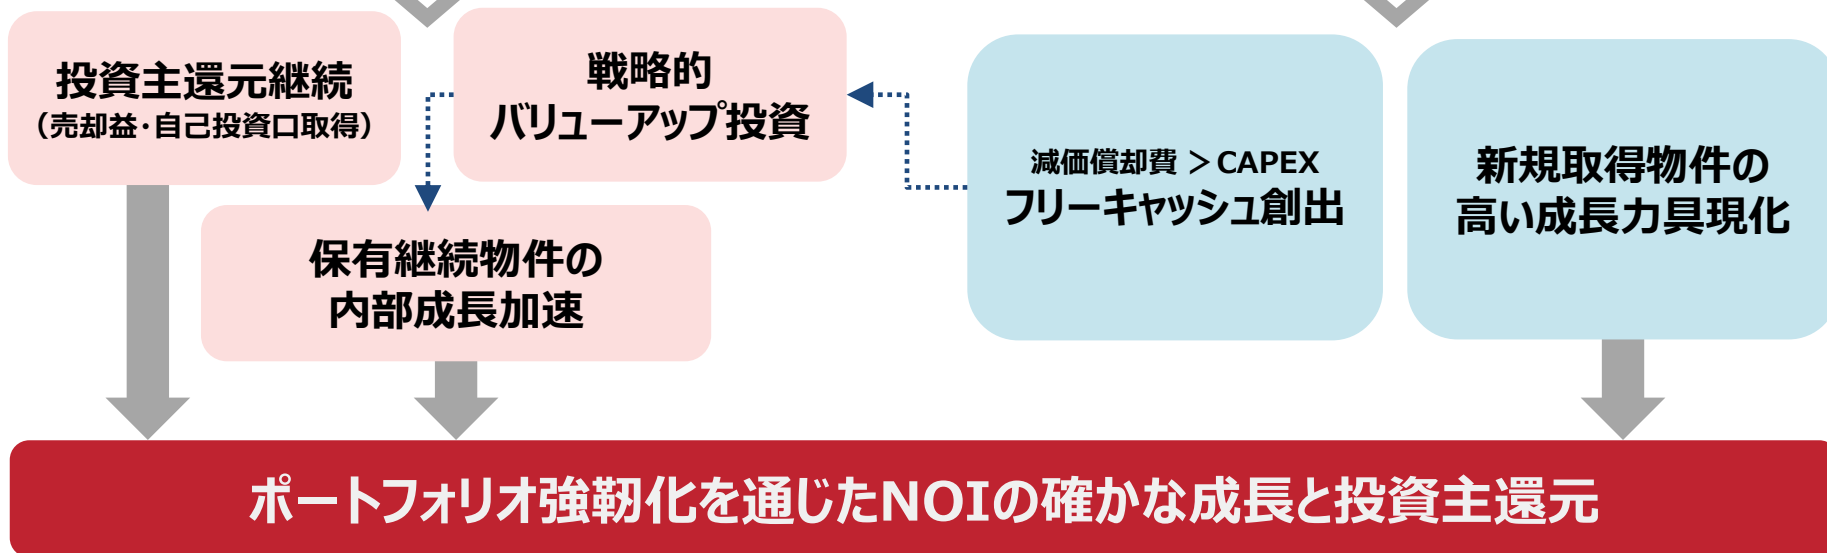 投資主還元継続
（売却益・自己投資口取得）
戦略的
バリューアップ投資
保有継続物件の
内部成長加速
減価償却費 ＞CAPEX
フリーキャッシュ創出
新規取得物件の
高い成長力具現化
ポートフォリオ強靭化を通じたNOIの確かな成長と投資主還元